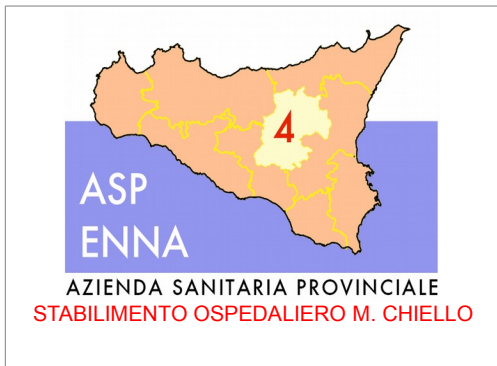 4
ASP
ENNA
AZIENDA SANITARIA PROVINCIALE
STABILIMENTO OSPEDALIERO M. CHIELLO